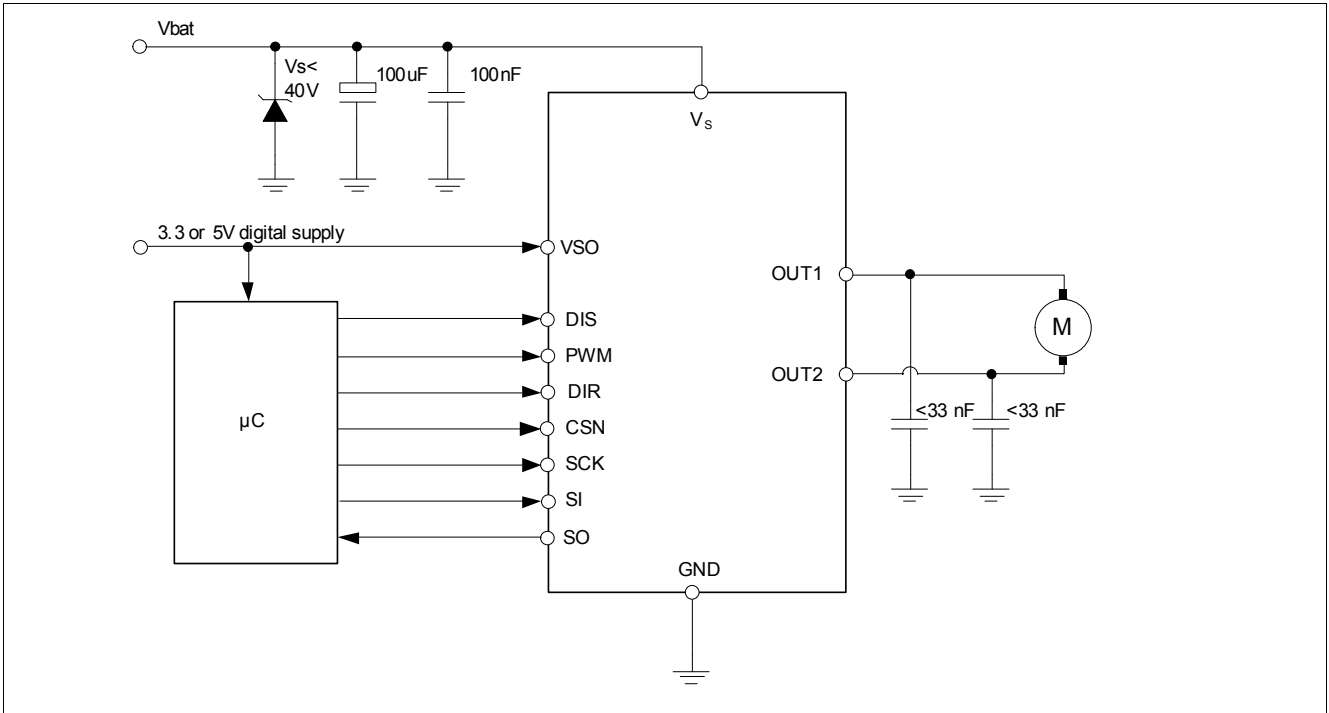 Vbat
Vs<
40V
100uF
100nF
VS
3.3 or 5V digital supply
VSO
OUT1
DIS
M
PWM
OUT2
DIR
µC
<33 nF
<33 nF
CSN
SCK
SI
SO
GND